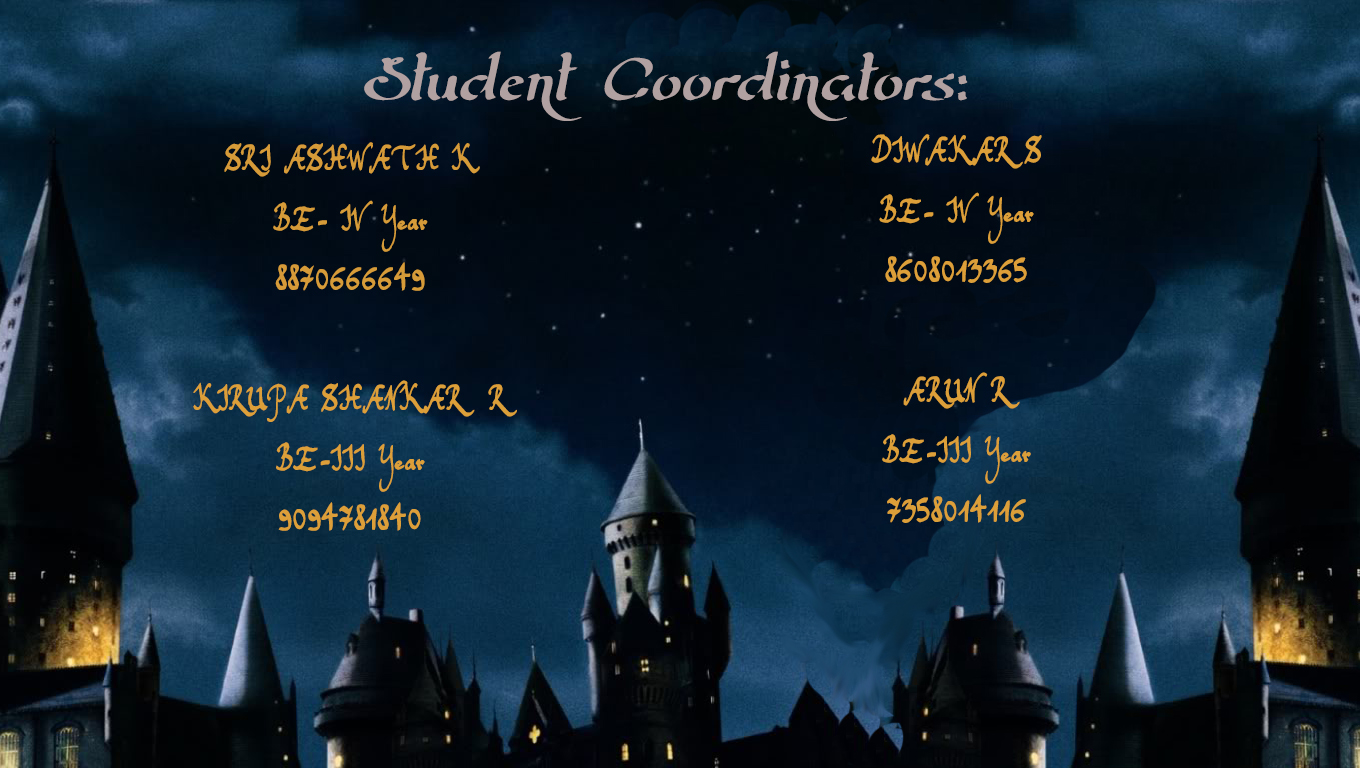 Student Coordinators:
SRI ASHWATH K
BE- IV Year
8870666649
DIWAKAR S
BE- IV Year
8608013365
KIRUPA SHANKAR R
BE-III Year
9094781840
ARUN R
BE-III Year
7358014116